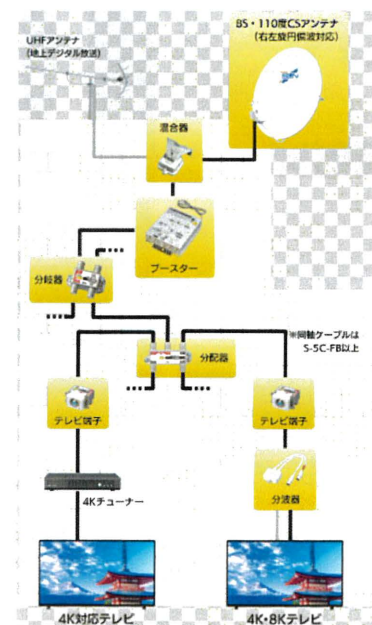 BS・110度CSアンテナ
(右左旋円偏波対応)
UHFアンテナ
(地上デジタル放送)
混合器
ブースター
分岐器
※同軸ケーブルは
S-5C-FB以上
分配器
テレビ端子
テレビ端子
4Kチューナー
分波器
4K対応テレビ
4K・8Kテレビ